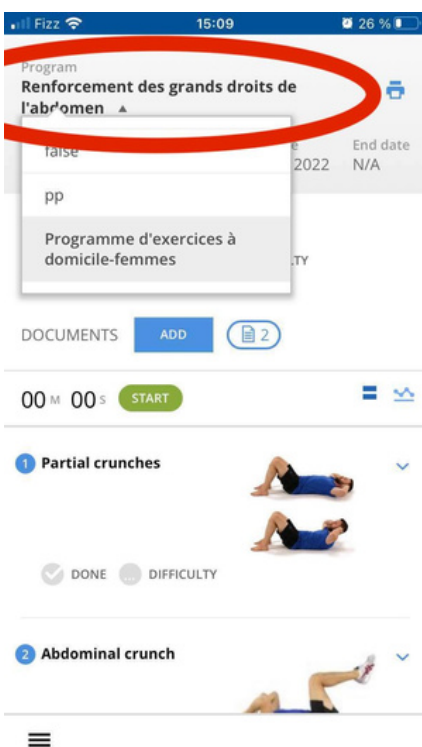 Fizz 15:09 26 %
Program
Renforcement des grands droits de
l'abdomen ▲
false End date
2022 N/A
pp
Programme d'exercices à
domicile-femmes
TY
DOCUMENTS ADD 2
00 M 00 S START
1 Partial crunches
DONE ... DIFFICULTY
2 Abdominal crunch